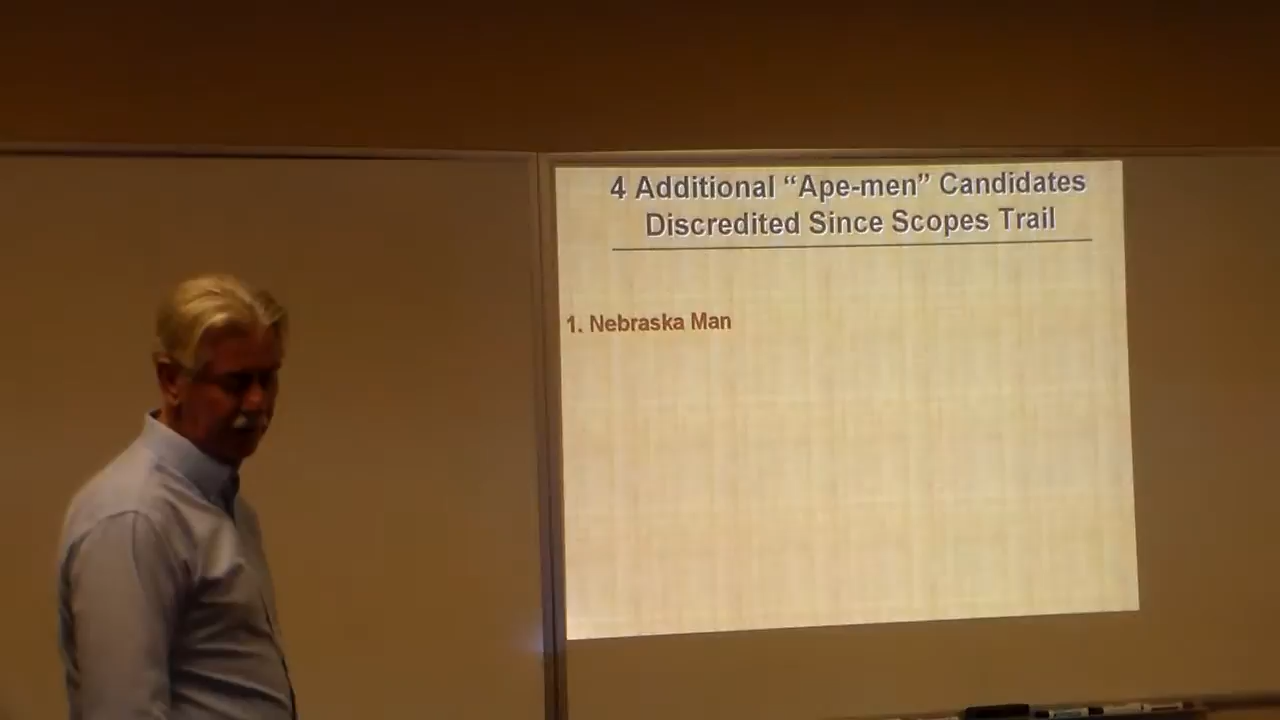 4 Additional “Ape-men” Candidates
Discredited Since Scopes Trail
1. Nebraska Man